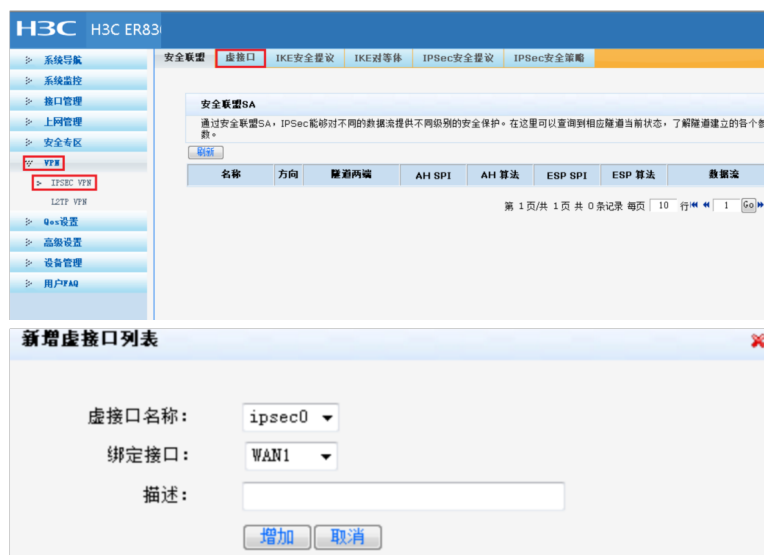 H3C H3C ER83
系统导航
系统监控
接口管理
上网管理
安全专区
VPN
IPSEC VPN
L2TP VPN
Qos设置
高级设置
设备管理
用户FAQ
安全联盟 虚接口 IKE安全提议 IKE对等体 IPSec安全提议 IPSec安全策略
安全联盟SA
通过安全联盟SA，IPSec能够对不同的数据流提供不同级别的安全保护。在这里可以查询到相应隧道当前状态，了解隧道建立的各个参
数。
刷新
名称 方向 隧道两端 AH SPI AH 算法 ESP SPI ESP 算法 数据流
第 1 页/共 1 页 共 0 条记录 每页 10 行 1 Go
新增虚接口列表
虚接口名称： ipsec0
绑定接口： WAN1
描述：
增加 取消